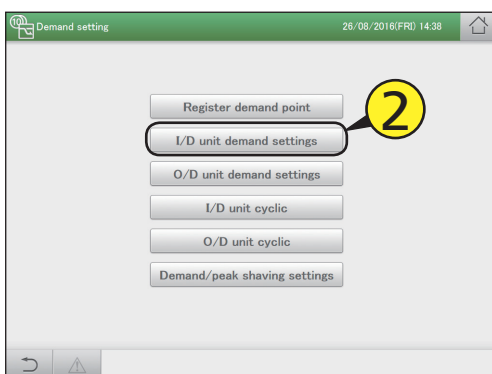 Demand setting 26/08/2016(FRI) 14:38
Register demand point
2
I/D unit demand settings
O/D unit demand settings
I/D unit cyclic
O/D unit cyclic
Demand/peak shaving settings